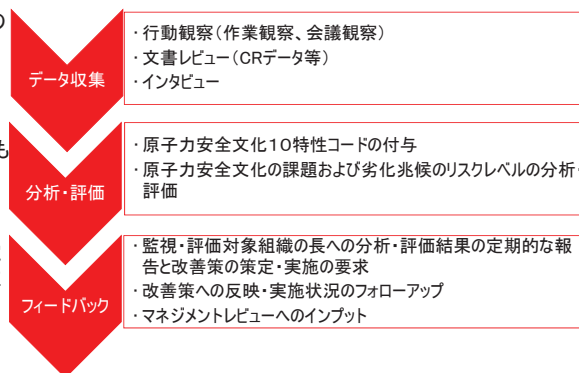 の
・行動観察（作業観察、会議観察）
・文書レビュー（CRデータ等）
・インタビュー
データ収集
も
・原子力安全文化１０特性コードの付与
・原子力安全文化の課題および劣化兆候のリスクレベルの分析・
評価
分析・評価
・監視・評価対象組織の長への分析・評価結果の定期的な報
告と改善策の策定・実施の要求
・改善策への反映・実施状況のフォローアップ
・マネジメントレビューへのインプット
フィードバック